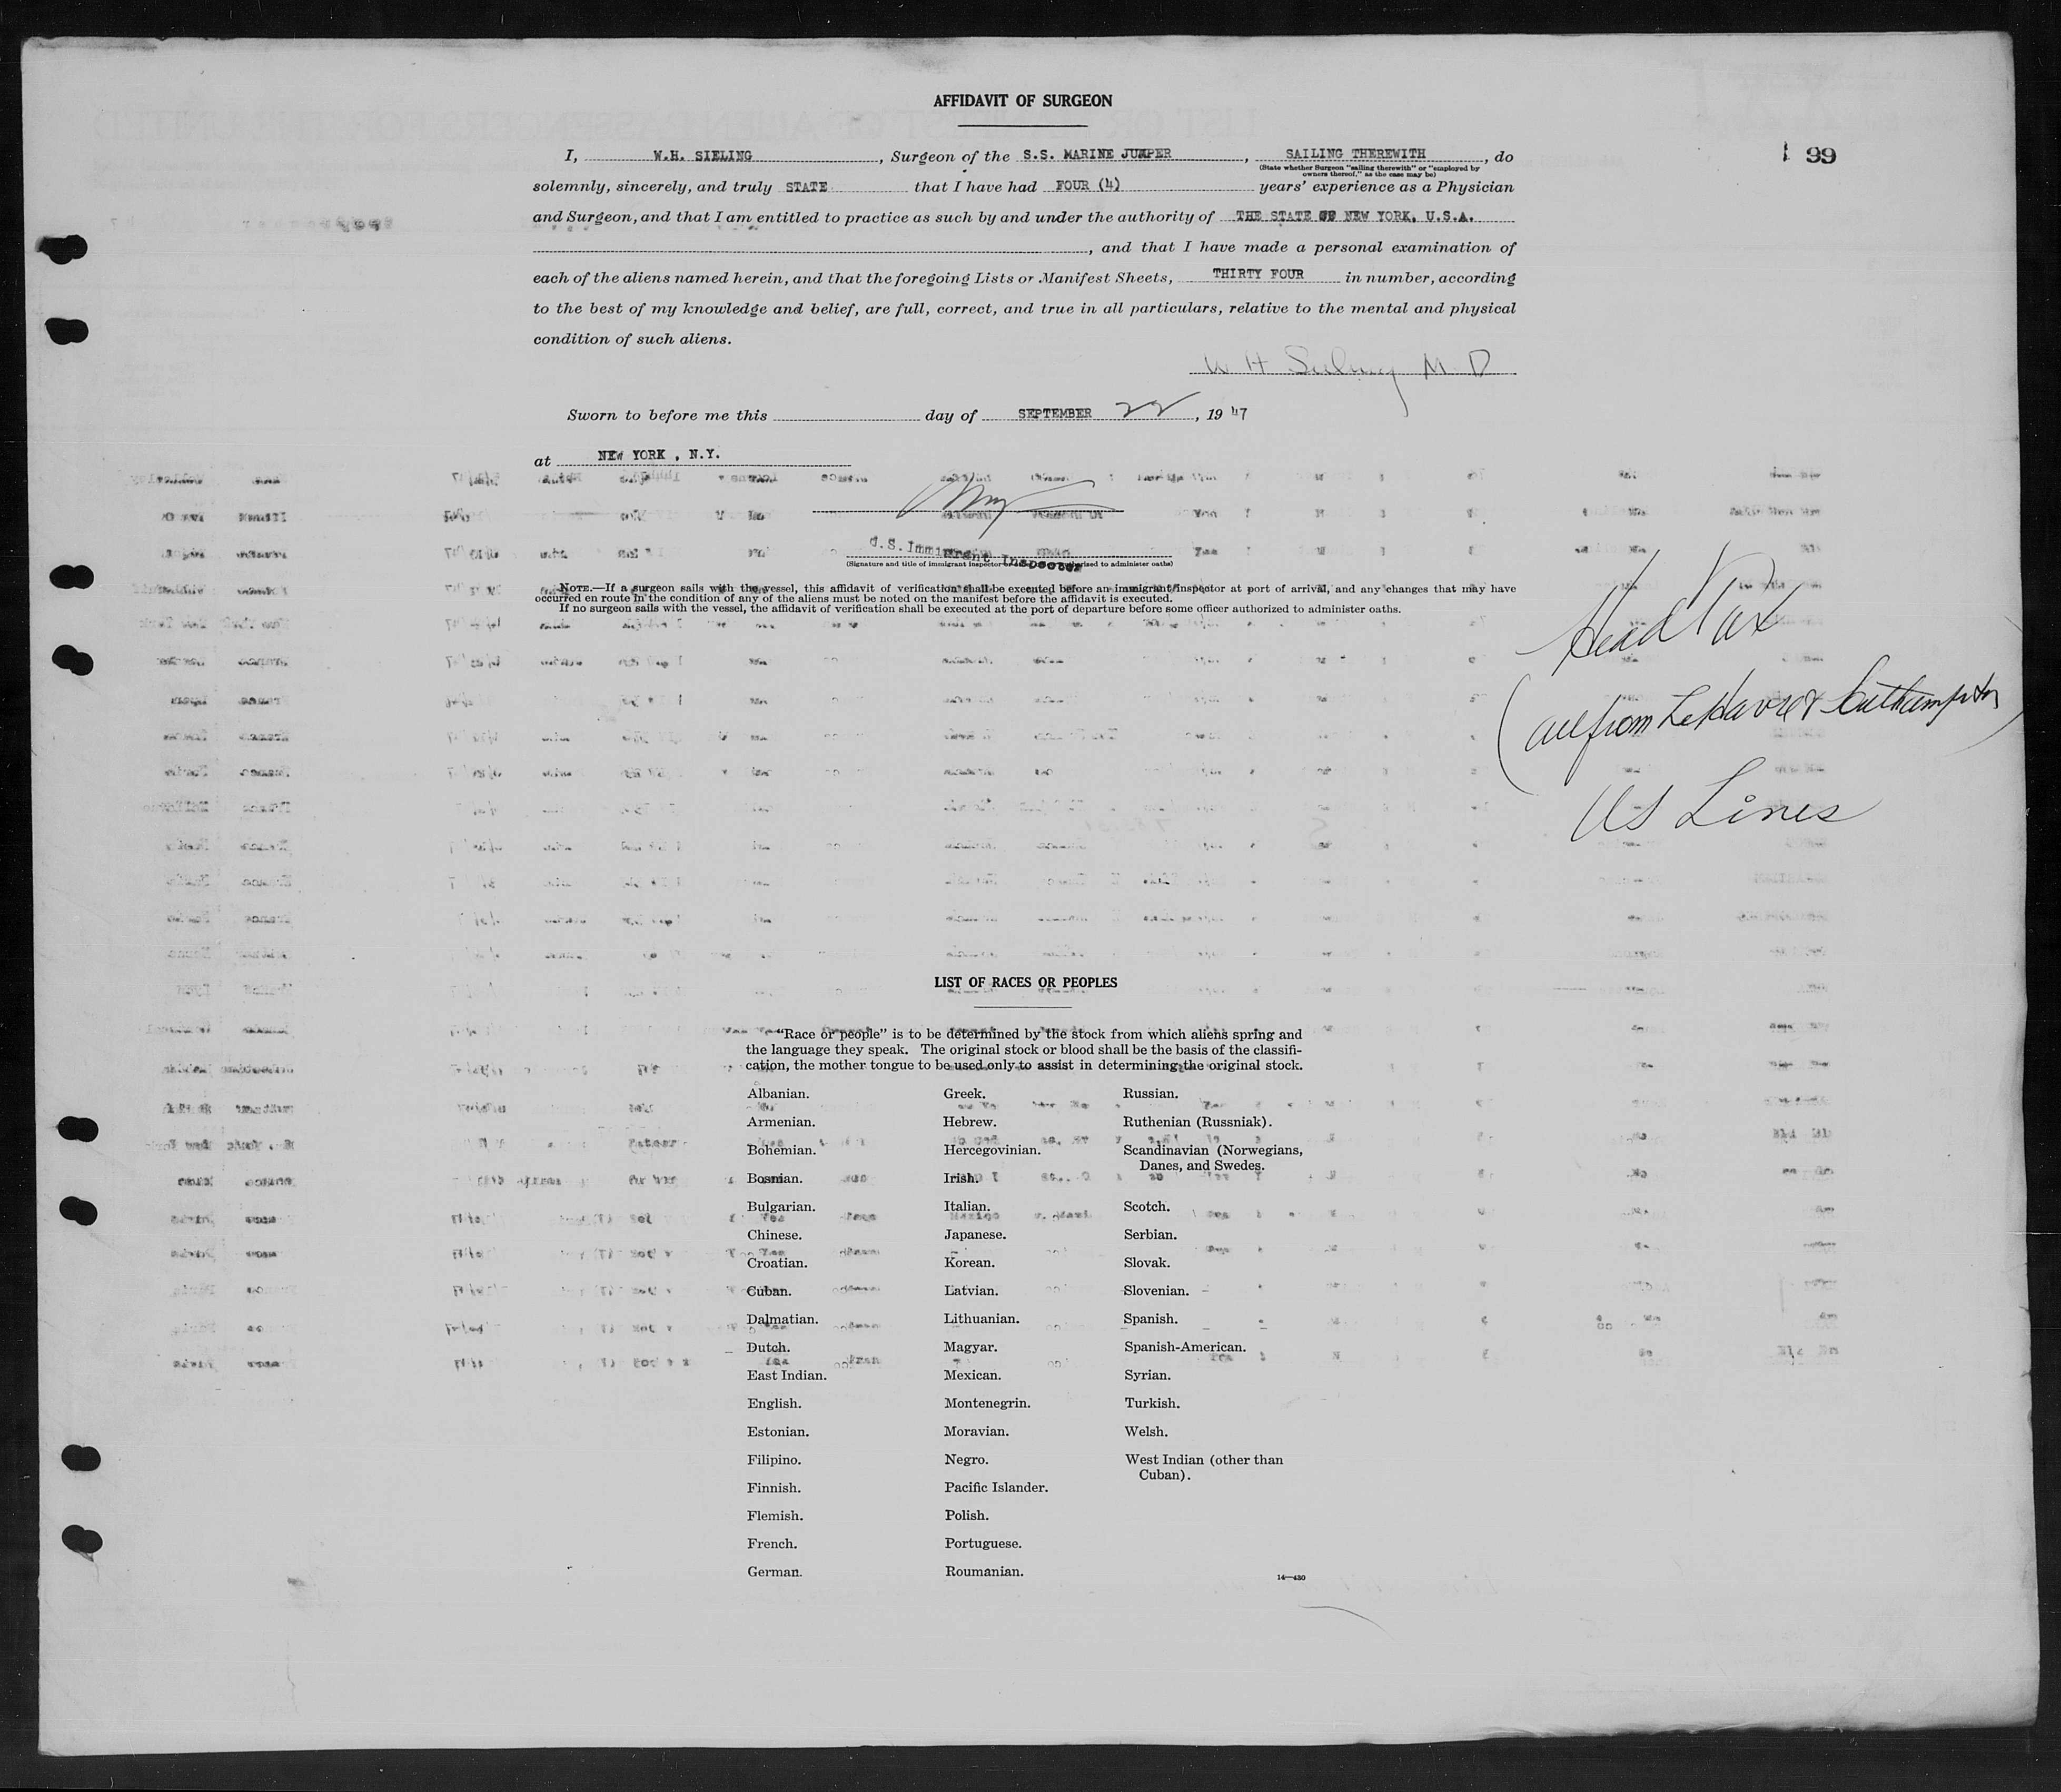 AFFIDAVIT OF SURGEON
99
I, W.H. SIELING, Surgeon of the S.S. MARINE JUMPER, SAILING THEREWITH, do
(State whether Surgeon "sailing therewith" or "employed by
owners thereof," as the case may be)
solemnly, sincerely, and truly STATE that I have had FOUR (4) years' experience as a Physician
and Surgeon, and that I am entitled to practice as such by and under the authority of THE STATE OF NEW YORK, U.S.A.
, and that I have made a personal examination of
each of the aliens named herein, and that the foregoing Lists or Manifest Sheets, THIRTY FOUR in number, according
to the best of my knowledge and belief, are full, correct, and true in all particulars, relative to the mental and physical
condition of such aliens.
W H Sieling M D
Sworn to before me this day of SEPTEMBER 22, 1947
at NEW YORK, N.Y.
U.S. Immigrant Inspector
(Signature and title of immigrant inspector or officer authorized to administer oaths)
NOTE.—If a surgeon sails with the vessel, this affidavit of verification shall be executed before an immigrant inspector at port of arrival, and any changes that may have
occurred en route in the condition of any of the aliens must be noted on the manifest before the affidavit is executed.
If no surgeon sails with the vessel, the affidavit of verification shall be executed at the port of departure before some officer authorized to administer oaths.
Head Tax
(all from Le Havre & Southampton)
US Lines
LIST OF RACES OR PEOPLES
"Race or people" is to be determined by the stock from which aliens spring and
the language they speak. The original stock or blood shall be the basis of the classifi-
cation, the mother tongue to be used only to assist in determining the original stock.
Albanian.
Armenian.
Bohemian.
Bosnian.
Bulgarian.
Chinese.
Croatian.
Cuban.
Dalmatian.
Dutch.
East Indian.
English.
Estonian.
Filipino.
Finnish.
Flemish.
French.
German.
Greek.
Hebrew.
Hercegovinian.
Irish.
Italian.
Japanese.
Korean.
Latvian.
Lithuanian.
Magyar.
Mexican.
Montenegrin.
Moravian.
Negro.
Pacific Islander.
Polish.
Portuguese.
Roumanian.
Russian.
Ruthenian (Russniak).
Scandinavian (Norwegians,
Danes, and Swedes.
Scotch.
Serbian.
Slovak.
Slovenian.
Spanish.
Spanish-American.
Syrian.
Turkish.
Welsh.
West Indian (other than
Cuban).
14—430